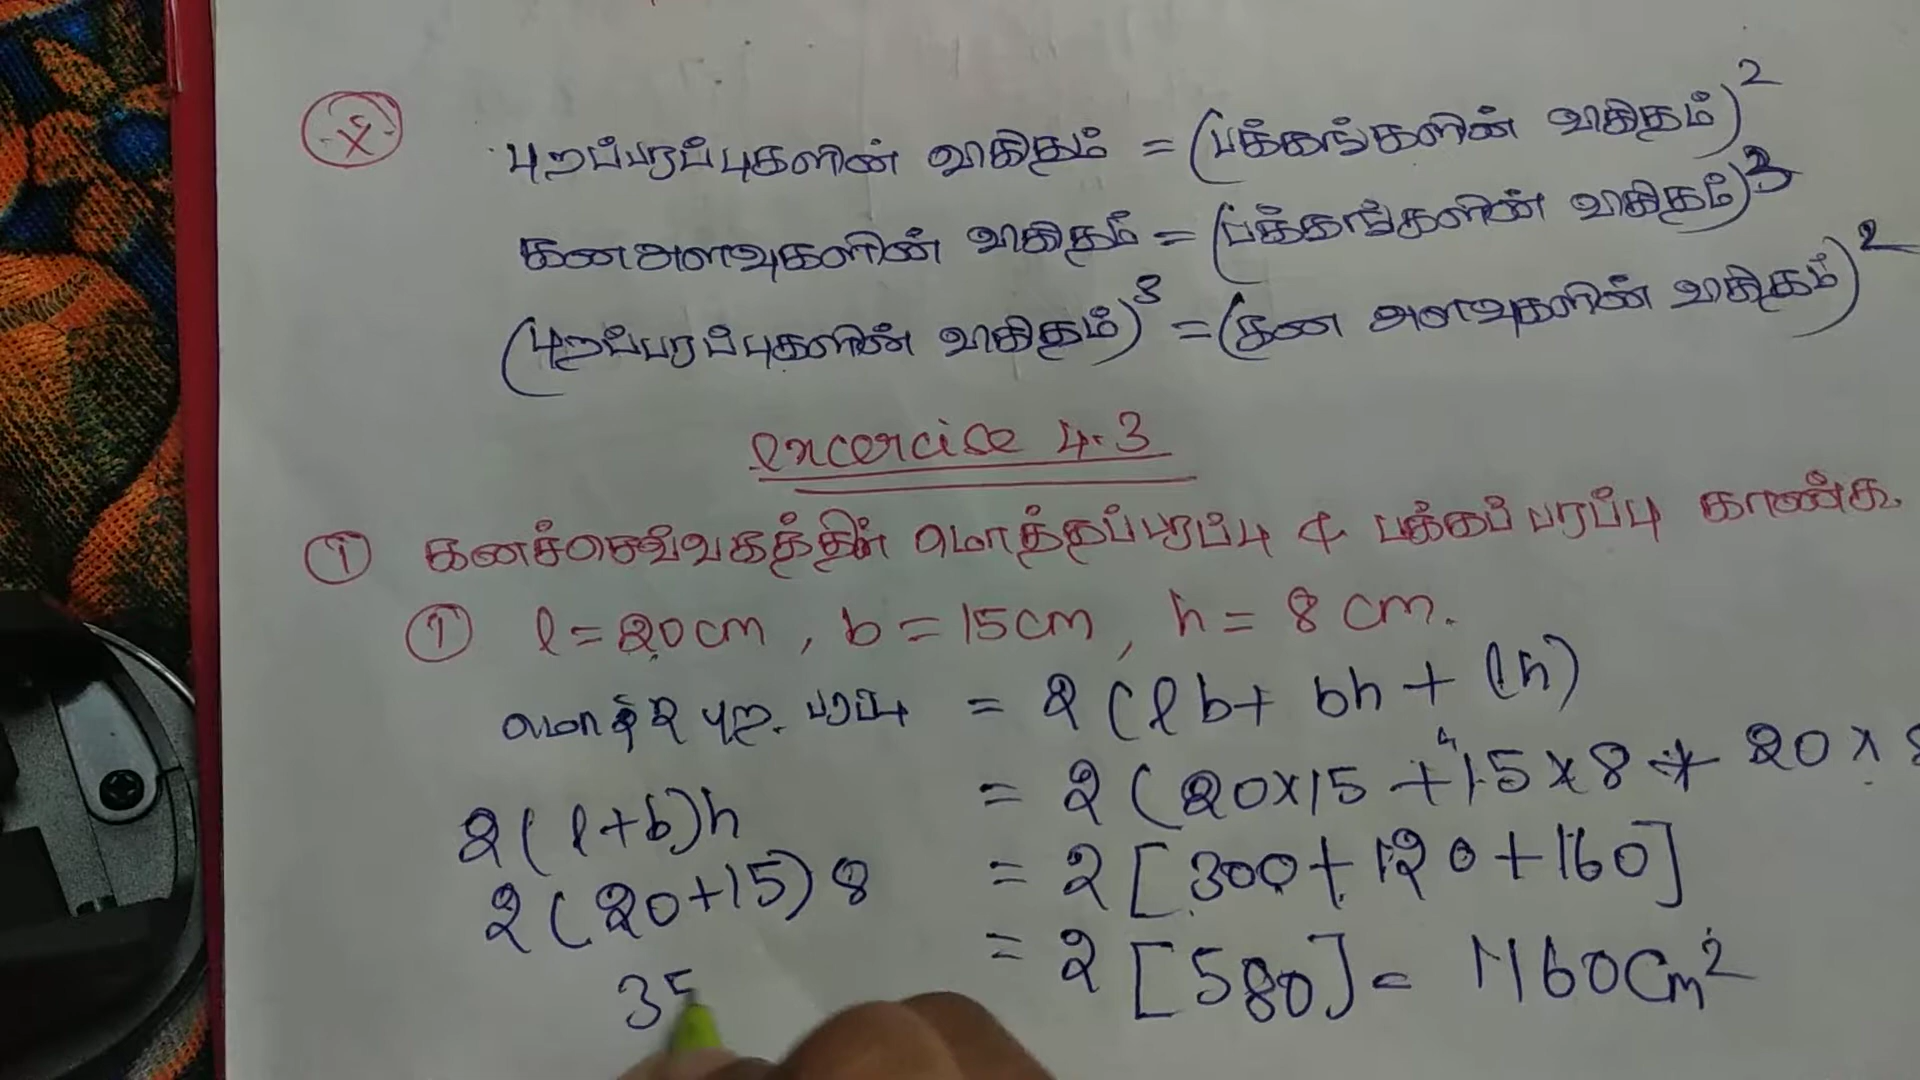 புறப்பரப்புகளின் விகிதம் = (பக்கங்களின் விகிதம்)²
கனஅளவுகளின் விகிதம் = (பக்கங்களின் விகிதம்)³
(புறப்பரப்புகளின் விகிதம்)³ = (கன அளவுகளின் விகிதம்)²
excercise 4.3
① கனச்செவ்வகத்தின் மொத்தப்பரப்பு & பக்கப் பரப்பு காண்க.
① l = 20cm , b = 15cm , h = 8 cm.
மொத்த புற. பரப்பு = 2 (lb + bh + lh)
= 2 (20×15 + 15×8 + 20 × 8
2(l+b)h
= 2 [300 + 120 + 160]
2(20+15) 8
= 2 [580] = 1160cm²
35